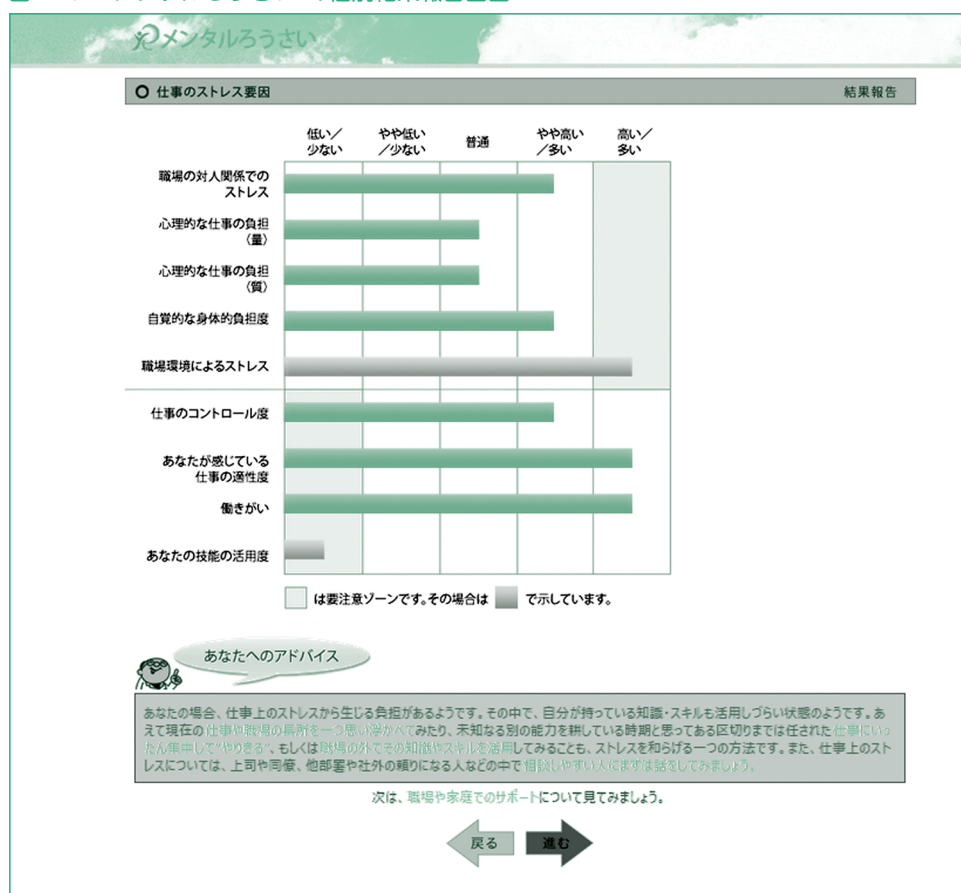 メンタルろうさい
仕事のストレス要因 結果報告
低い／
少ない
やや低い
／少ない
普通
やや高い
／多い
高い／
多い
職場の対人関係での
ストレス
心理的な仕事の負担
（量）
心理的な仕事の負担
（質）
自覚的な身体的負担度
職場環境によるストレス
仕事のコントロール度
あなたが感じている
仕事の適性度
働きがい
あなたの技能の活用度
は要注意ゾーンです。その場合は で示しています。
あなたへのアドバイス
あなたの場合、仕事上のストレスから生じる負担があるようです。その中で、自分が持っている知識・スキルも活用しづらい状態のようです。あ
えて現在の仕事や職場の長所を一つ思い浮かべてみたり、未知なる別の能力を耕している時期と思ってある区切りまでは任された仕事にいっ
たん集中して“やりきる”、もしくは職場の外でその知識やスキルを活用してみることも、ストレスを和らげる一つの方法です。また、仕事上のスト
レスについては、上司や同僚、他部署や社外の頼りになる人などの中で相談しやすい人にまずは話をしてみましょう。
次は、職場や家庭でのサポートについて見てみましょう。
戻る
進む